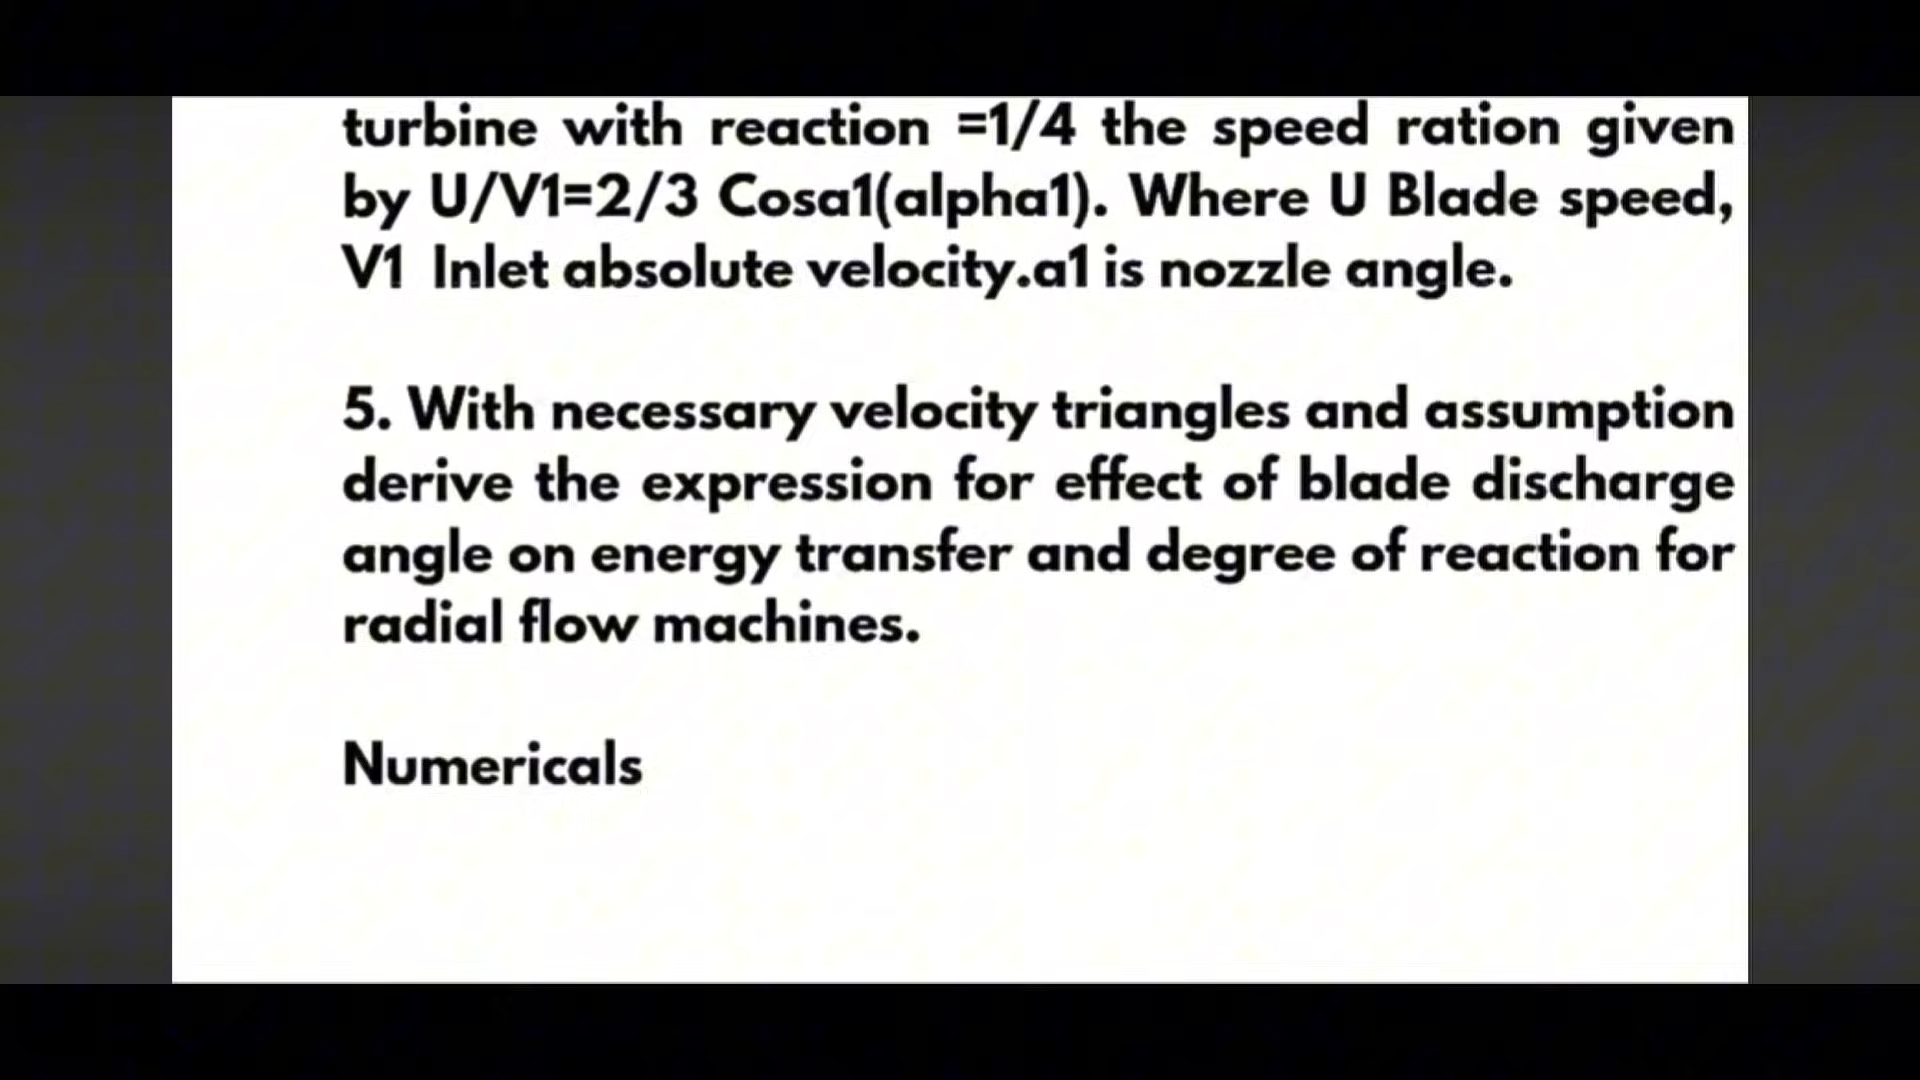 turbine with reaction =1/4 the speed ration given
by U/V1=2/3 Cosa1(alpha1). Where U Blade speed,
V1 Inlet absolute velocity.a1 is nozzle angle.
5. With necessary velocity triangles and assumption
derive the expression for effect of blade discharge
angle on energy transfer and degree of reaction for
radial flow machines.
Numericals